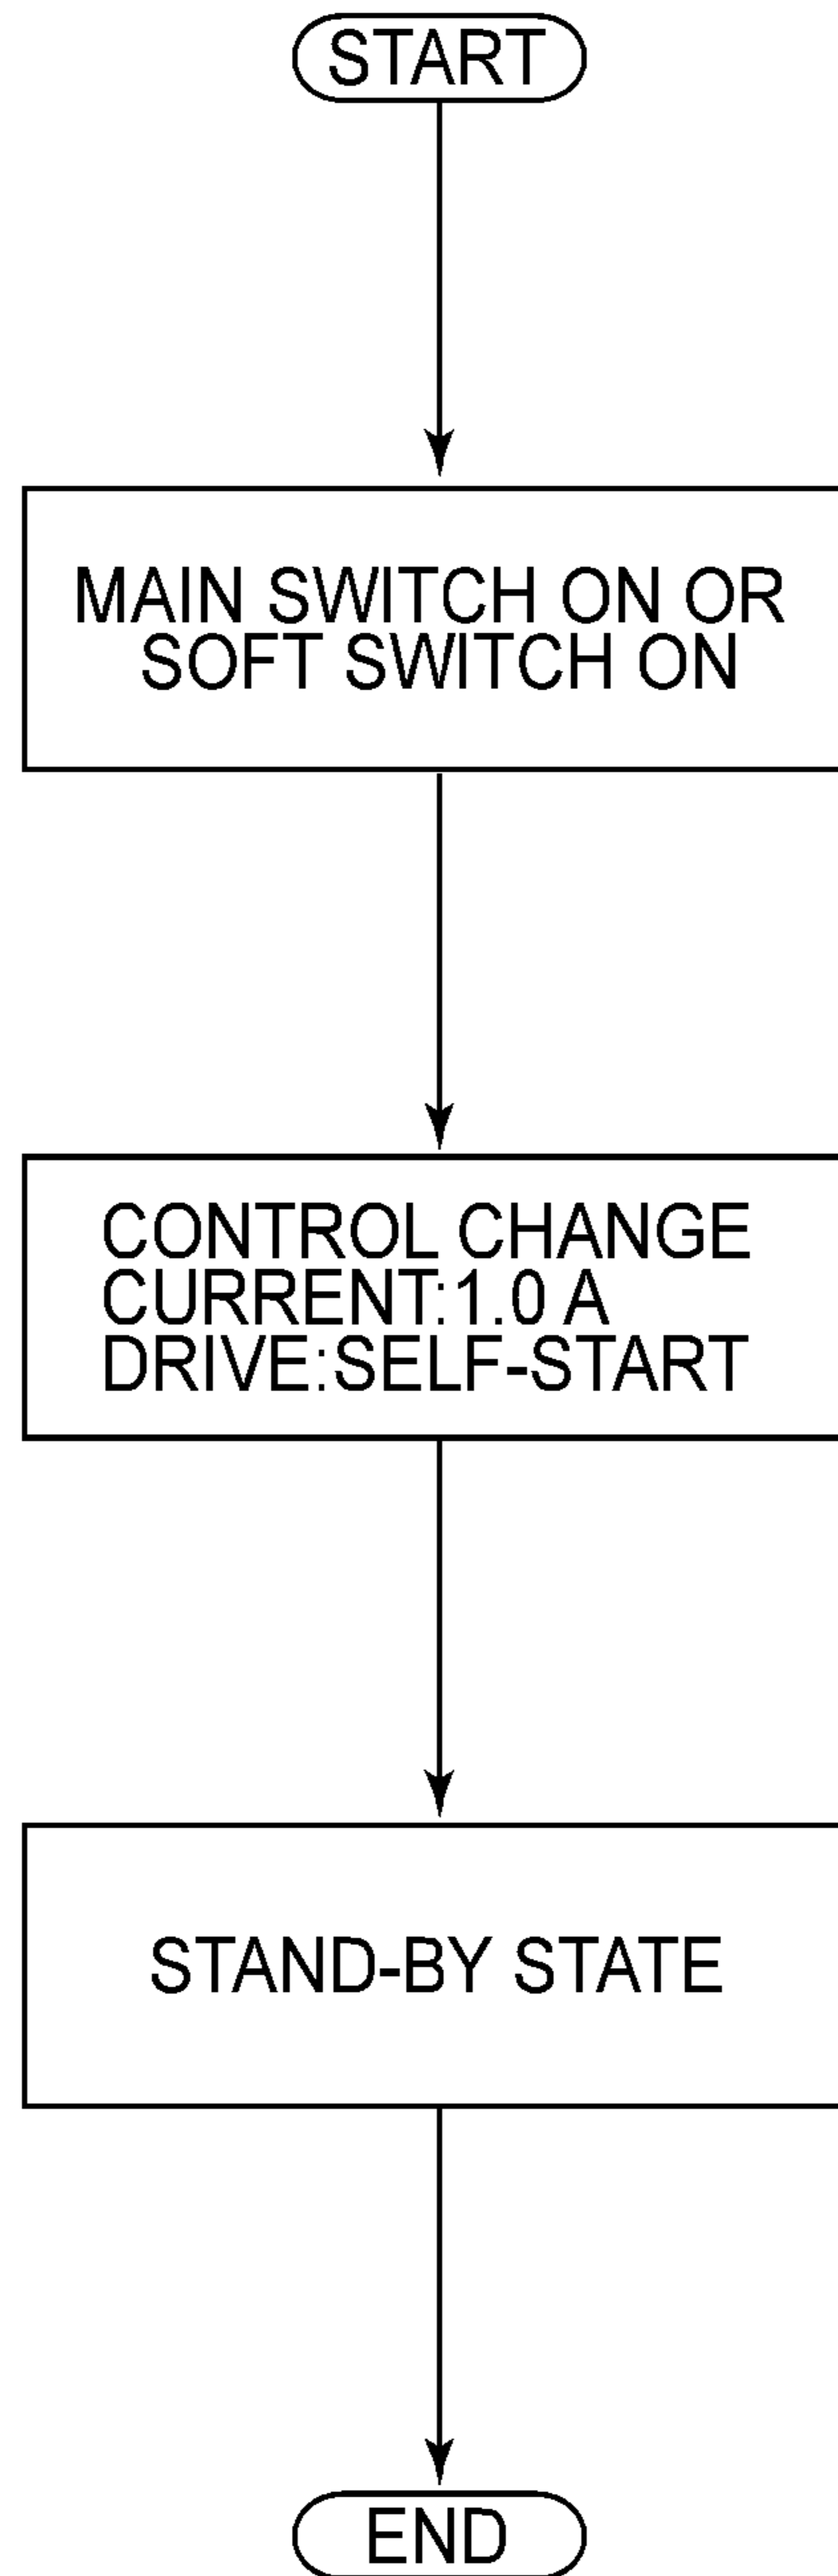 START
MAIN SWITCH ON OR
SOFT SWITCH ON
CONTROL CHANGE
CURRENT:1.0 A
DRIVE:SELF-START
STAND-BY STATE
END